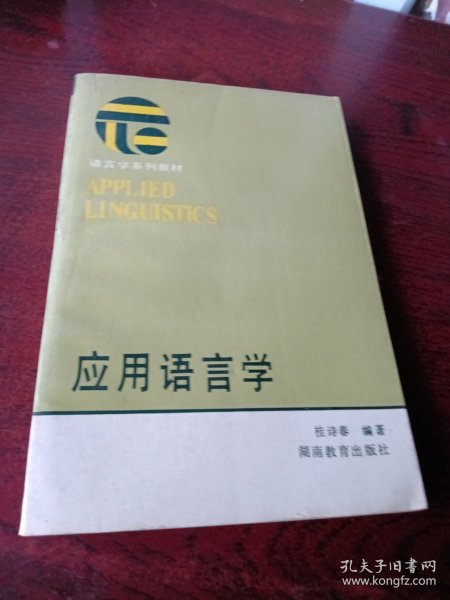 语言学系列教材
APPLIED
LINGUISTICS
应用语言学
桂诗春 编著
湖南教育出版社
孔夫子旧书网
www.kongfz.com